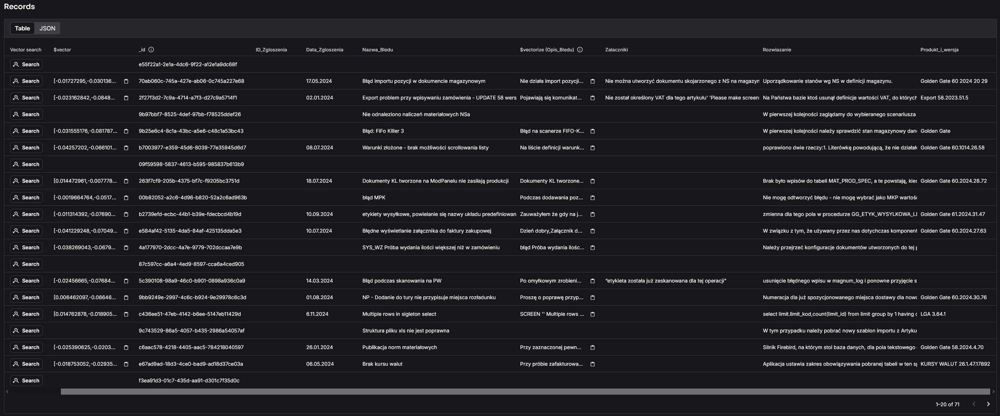 Records
Table JSON
Vector search $vector _id ID_Zgloszenia Data_Zgloszenia Nazwa_Bledu $vectorize (Opis_Bledu) Zalaczniki Rozwiazanie Produkt_i_wersja
Search e55f22a1-2e1a-4dc6-9f22-a12e1a9dc68f
Search [-0.01727295,-0.030136... 70ab060c-745a-427e-ab06-0c745a227e68 17.05.2024 Błąd importu pozycji w dokumencie magazynowym Nie działa import pozycji... Nie można utworzyć dokumentu skojarzonego z NS na magazyn Uporządkowanie stanów wg NS w definicji magazynu. Golden Gate 60 2024 20 29
Search [-0.023162842,-0.0848... 2f27f3d2-7c9a-4714-a7f3-d27c9a5714f1 02.01.2024 Export problem przy wpisywaniu zamówienia - UPDATE 58 wers Pojawiają się komunikat... Nie został określony VAT dla tego artykułu' 'Please make screens Na Państwa bazie ktoś usunął definicje wartości VAT, do których Export 58.2023.51.5
Search 9b97bbf7-8525-4def-97bb-f78525ddef26 Nie odnaleziono naliczeń materiałowych NSa W pierwszej kolejności zaglądamy do wybieranego scenariusza
Search [-0.031555176,-0.081787... 9b25e6c4-8c1a-43bc-a5e6-c48c1a53bc43 Błąd: FiFo Killer 3 Błąd na scanerze FIFO-K... W pierwszej kolejności należy sprawdzić stan magazynowy dane Golden Gate
Search [-0.04257202,-0.066101... b7003977-e359-45d6-8039-77e35945d6d7 08.07.2024 Warunki złożone - brak możliwości scrollowania listy Na liście definicji warunk... poprawiono dwie rzeczy:1. Literówkę powodującą, że nie działało Golden Gate 60.1014.26.58
Search 09f59598-5837-4613-b595-985837b613b9
Search [0.014472961,-0.007778... 263f7cf9-205b-4375-bf7c-f9205bc3751d 18.07.2024 Dokumenty KL tworzone na ModPanelu nie zasilają produkcji Dokumenty KL tworzone... Brak było wpisów do tabeli MAT_PROD_SPEC, a te powstają, kied Golden Gate 60.2024.28.72
Search [-0.0019664764,-0.0517... 00b82052-a2c6-4d96-b820-52a2c6ad963b błąd MPK Podczas dodawania poz... Nie mogę odtworzyć błędu - nie mogę wybrać jako MKP wartość
Search [-0.011314392,-0.07690... b2739efd-ecbc-44b1-b39e-fdecbcd4b19d 10.09.2024 etykiety wysyłkowe, powielanie się nazwy układu predefiniowan Zauważyłem że gdy na j... zmienna dla tego pola w procedurze GG_ETYK_WYSYLKOWA_LI Golden Gate 61.2024.31.47
Search [-0.041229248,-0.07049... e584af42-5135-4da5-84af-425135dda5e3 10.07.2024 Błędne wyświetlanie załącznika do faktury zakupowej Dzień dobry,Załącznik d... W związku z tym, że używany przez nas dotychczas komponent Golden Gate 60.2024.27.63
Search [-0.038269043,-0.0679... 4a177970-2dcc-4a7e-9779-702dccaa7e9b SYS_WZ Próba wydania ilości większej niż w zamówieniu błąd Próba wydania ilośc... Należy przejrzeć konfiguracje dokumentów utworzonych do tej p
Search 87c597cc-a6a4-4ed9-8597-cca6a4ced905
Search [-0.02456665,-0.07684... 5c390108-98a9-46c0-b901-0898a936c0a9 14.03.2024 Błąd podczas skanowania na PW Po omyłkowym zrobieni... “etykieta została już zeskanowana dla tej operacji” usunięcie błędnego wpisu w magnum_log i ponowne przyjęcie s
Search [0.006462097,-0.06646... 9bb9249e-2997-4c6c-b924-9e29978c6c3d 01.08.2024 NP - Dodanie do tury nie przypisuje miejsca rozładunku Proszę o poprawę przyp... Numeracja dla już spozycjonowanego miejsca dostawy dla nowo Golden Gate 60.2024.30.76
Search [0.014762878,-0.018905... c436ee51-47eb-4142-b6ee-5147eb11429d 6.11.2024 Multiple rows in sigleton select SCREEN '' Multiple rows ... select limit.limit_kod,count(limit_id) from limit group by 1 having c LGA 3.64.1
Search 9c743529-86a5-4057-b435-2986a54057af Struktura pliku xls nie jest poprawna W tym przypadku należy pobrać nowy szablon importu z Artyku
Search [-0.025390625,-0.0203... c6aac578-4218-4405-aac5-784218040597 26.01.2024 Publikacja norm materiałowych Przy zaznaczonej pewn... Silnik Firebird, na którym stoi baza danych, dla pola tekstowego Golden Gate 58.2024.4.70
Search [-0.018753052,-0.02935... e67ad9ad-18d3-4ce0-bad9-ad18d37ce03a 06.05.2024 Brak kursu walut Przy próbie zafakturowa... Aplikacja ustawia zakres obowiązywania pobranej tabeli w ten sp KURSY WALUT 26.1.47.17892
Search f3ea91d3-01c7-435d-aa91-d301c7f35d0c
1–20 of 71